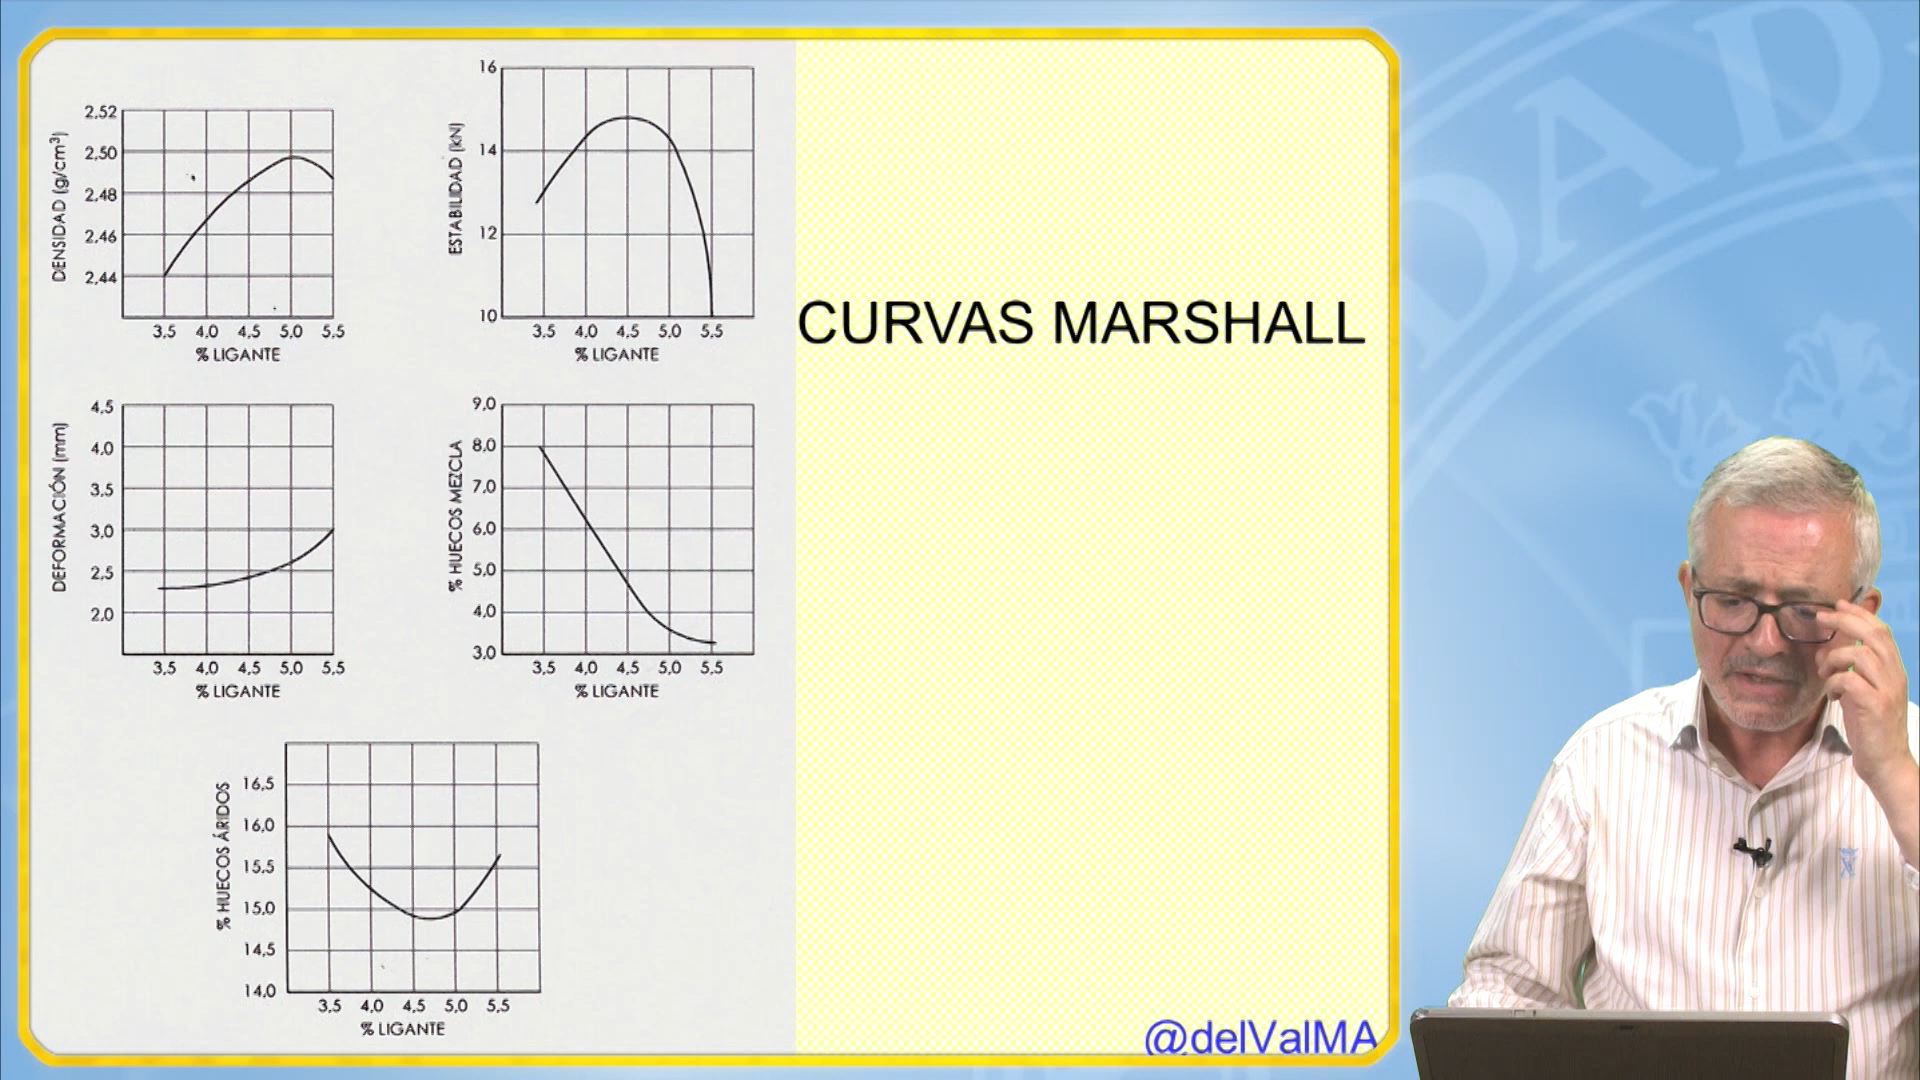 DENSIDAD (g/cm³)
2,52
2,50
2,48
2,46
2,44
3,5 4,0 4,5 5,0 5,5
% LIGANTE
ESTABILIDAD (kN)
16
14
12
10
3,5 4,0 4,5 5,0 5,5
% LIGANTE
CURVAS MARSHALL
DEFORMACIÓN (mm)
4,5
4,0
3,5
3,0
2,5
2,0
3,5 4,0 4,5 5,0 5,5
% LIGANTE
% HUECOS MEZCLA
9,0
8,0
7,0
6,0
5,0
4,0
3,0
3,5 4,0 4,5 5,0 5,5
% LIGANTE
% HUECOS ÁRIDOS
16,5
16,0
15,5
15,0
14,5
14,0
3,5 4,0 4,5 5,0 5,5
% LIGANTE
@delValMA
DAD